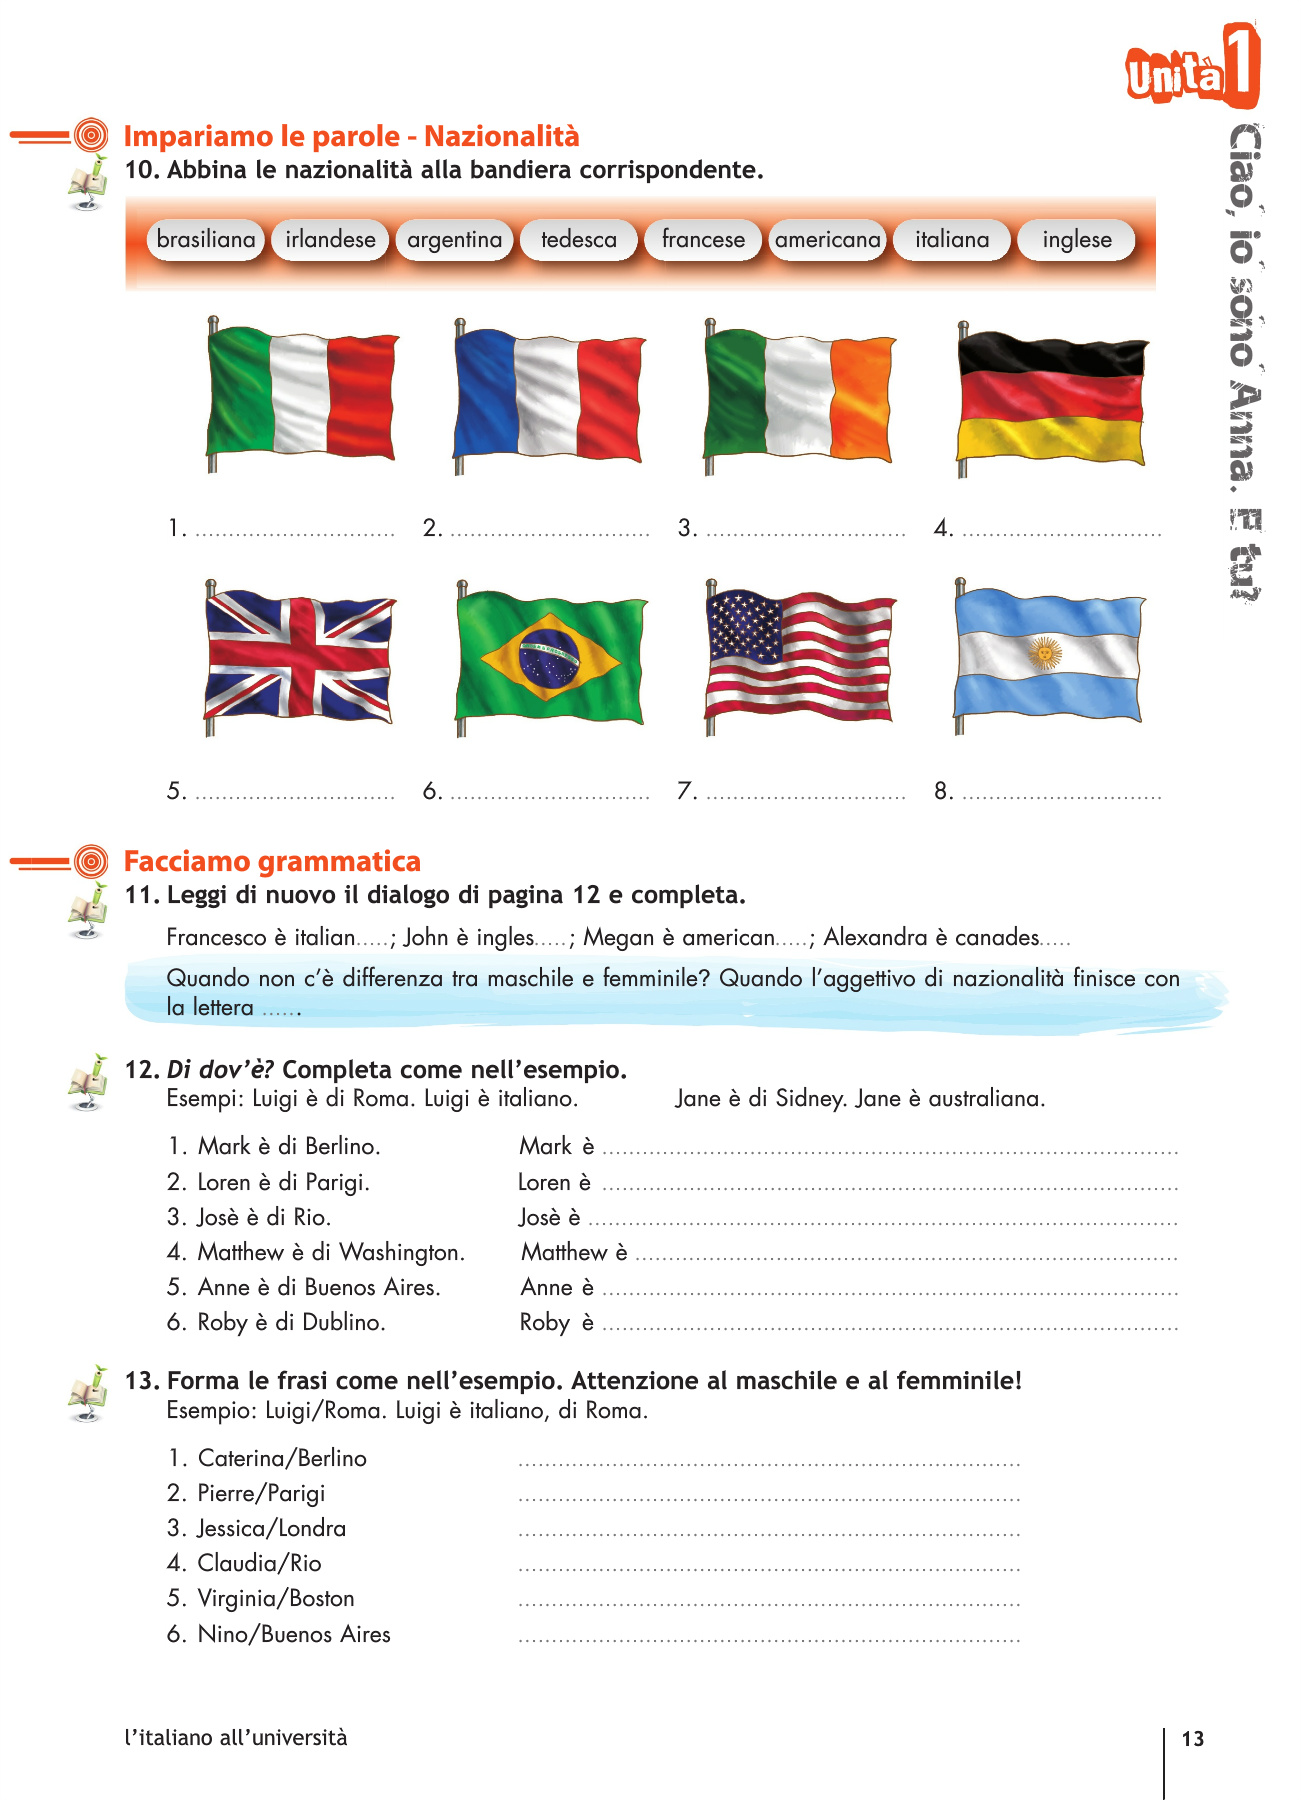 Unità 1
Ciao, io sono Anna. E tu?
Impariamo le parole - Nazionalità
10. Abbina le nazionalità alla bandiera corrispondente.
brasiliana irlandese argentina tedesca francese americana italiana inglese
1. .............................. 2. .............................. 3. .............................. 4. ..............................
5. .............................. 6. .............................. 7. .............................. 8. ..............................
Facciamo grammatica
11. Leggi di nuovo il dialogo di pagina 12 e completa.
Francesco è italian.....; John è ingles.....; Megan è american.....; Alexandra è canades.....
Quando non c’è differenza tra maschile e femminile? Quando l’aggettivo di nazionalità finisce con
la lettera ......
12. Di dov’è? Completa come nell’esempio.
Esempi: Luigi è di Roma. Luigi è italiano. Jane è di Sidney. Jane è australiana.
1. Mark è di Berlino. Mark è ..............................
2. Loren è di Parigi. Loren è ..............................
3. Josè è di Rio. Josè è ..............................
4. Matthew è di Washington. Matthew è ..............................
5. Anne è di Buenos Aires. Anne è ..............................
6. Roby è di Dublino. Roby è ..............................
13. Forma le frasi come nell’esempio. Attenzione al maschile e al femminile!
Esempio: Luigi/Roma. Luigi è italiano, di Roma.
1. Caterina/Berlino ..............................
2. Pierre/Parigi ..............................
3. Jessica/Londra ..............................
4. Claudia/Rio ..............................
5. Virginia/Boston ..............................
6. Nino/Buenos Aires ..............................
l’italiano all’università 13